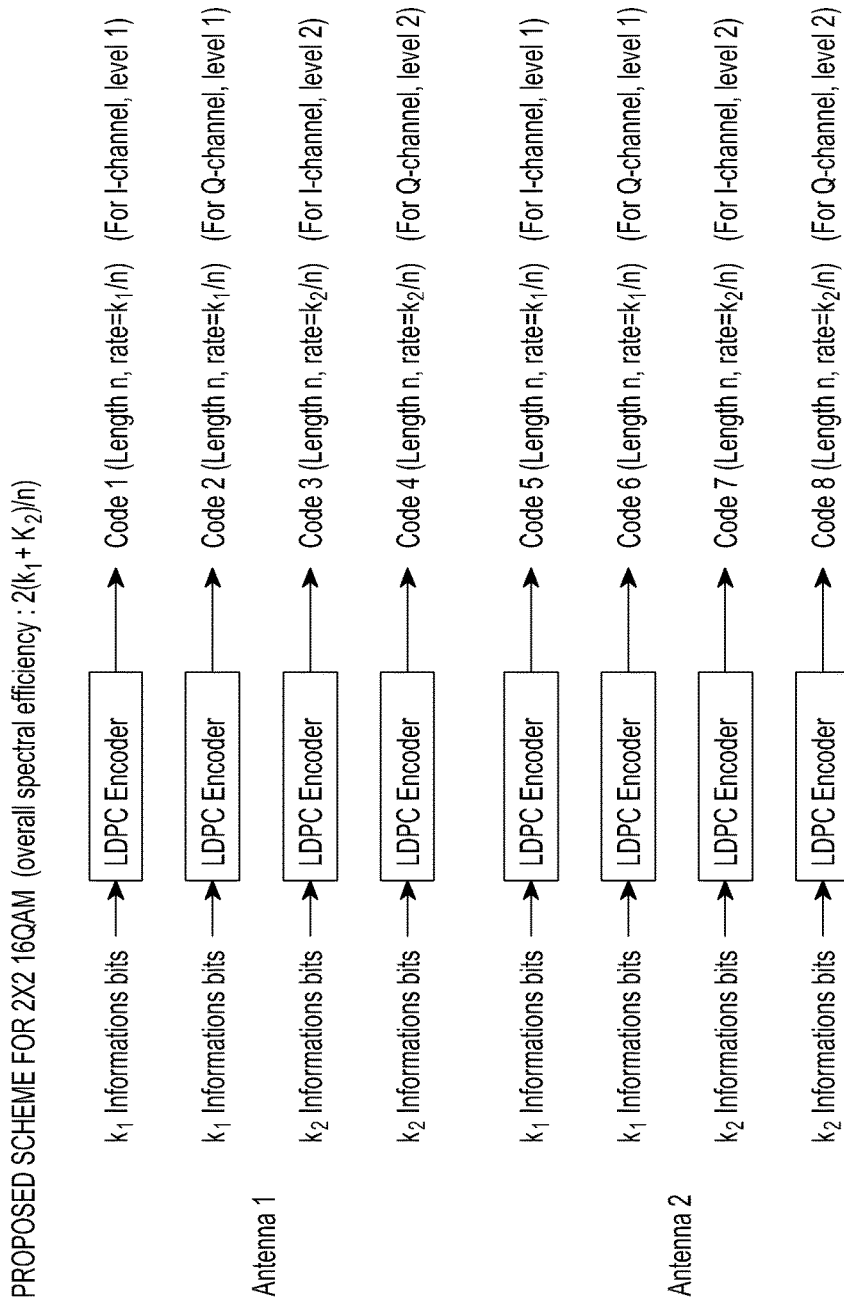 PROPOSED SCHEME FOR 2X2 16QAM (overall spectral efficiency : 2(k₁ + K₂)/n)
Antenna 1
k₁ Informations bits LDPC Encoder Code 1 (Length n, rate=k₁/n) (For I-channel, level 1)
k₁ Informations bits LDPC Encoder Code 2 (Length n, rate=k₁/n) (For Q-channel, level 1)
k₂ Informations bits LDPC Encoder Code 3 (Length n, rate=k₂/n) (For I-channel, level 2)
k₂ Informations bits LDPC Encoder Code 4 (Length n, rate=k₂/n) (For Q-channel, level 2)
Antenna 2
k₁ Informations bits LDPC Encoder Code 5 (Length n, rate=k₁/n) (For I-channel, level 1)
k₁ Informations bits LDPC Encoder Code 6 (Length n, rate=k₁/n) (For Q-channel, level 1)
k₂ Informations bits LDPC Encoder Code 7 (Length n, rate=k₂/n) (For I-channel, level 2)
k₂ Informations bits LDPC Encoder Code 8 (Length n, rate=k₂/n) (For Q-channel, level 2)